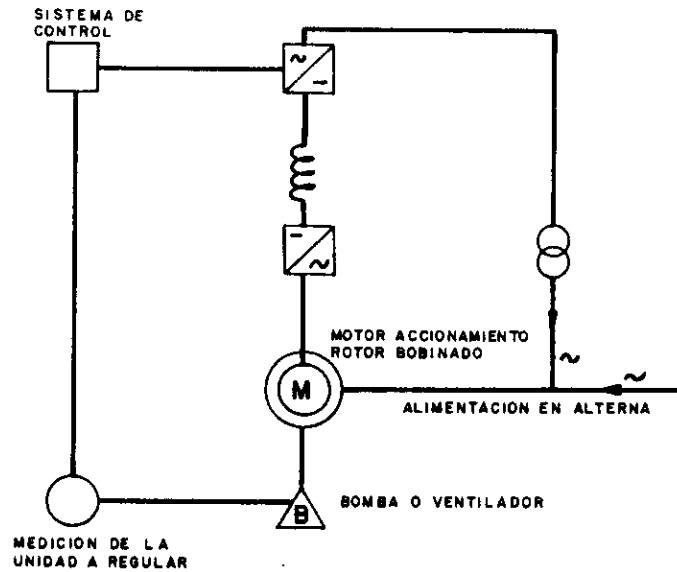 SISTEMA DE
CONTROL
~
—
—
~
MOTOR ACCIONAMIENTO
ROTOR BOBINADO
~
~
M
ALIMENTACION EN ALTERNA
BOMBA O VENTILADOR
B
MEDICION DE LA
UNIDAD A REGULAR